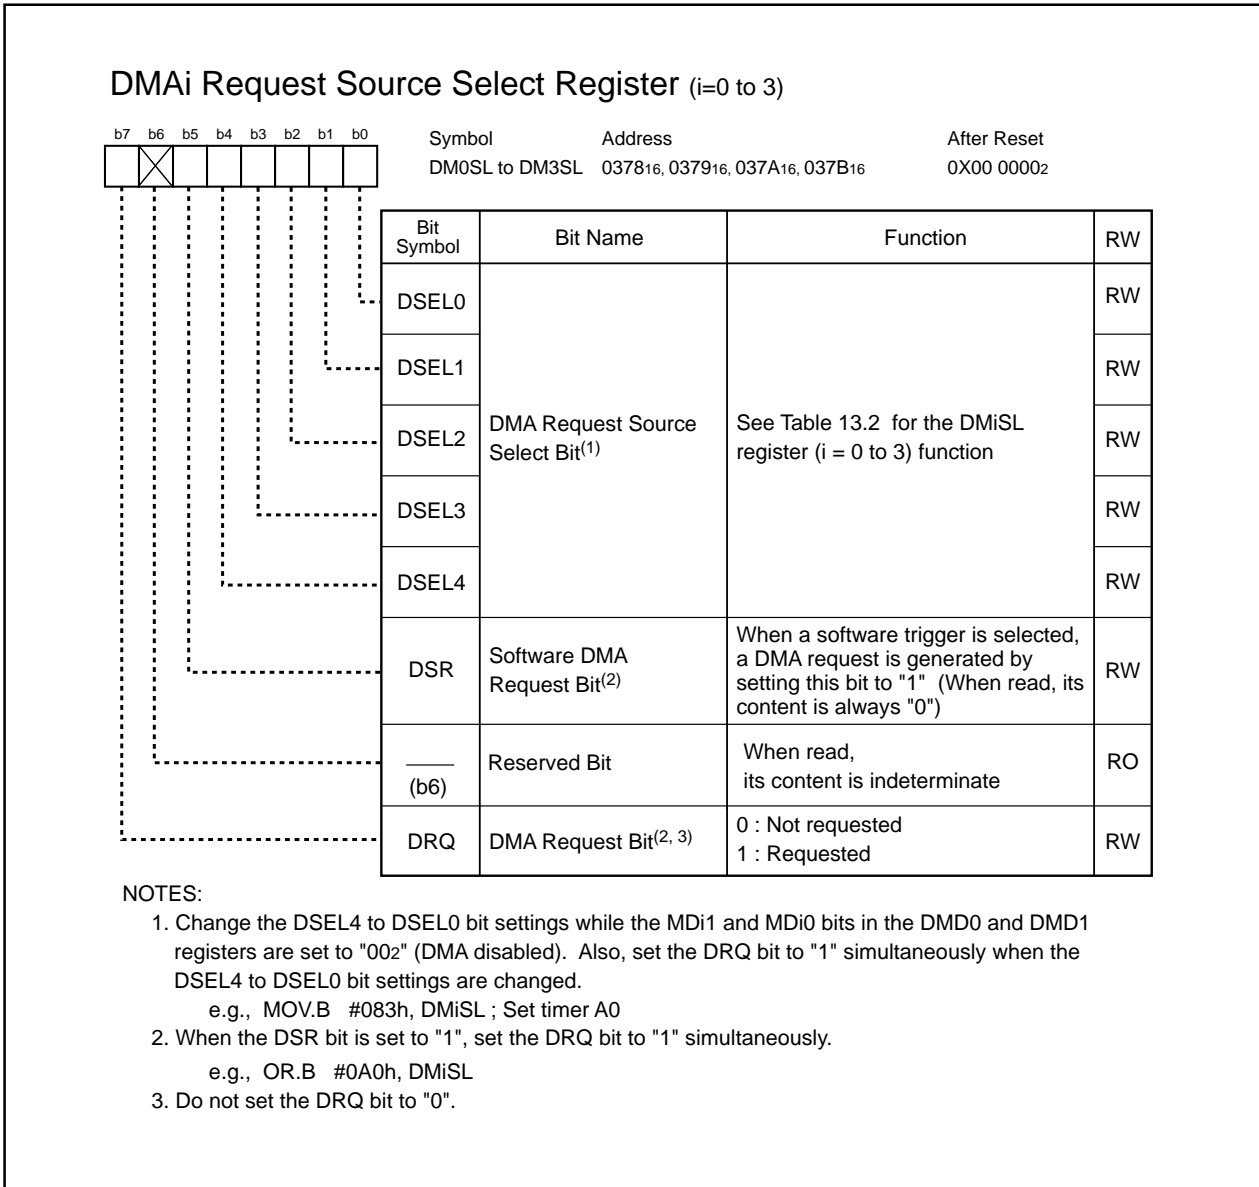 DMAi Request Source Select Register (i=0 to 3)
b7 b6 b5 b4 b3 b2 b1 b0
Symbol Address After Reset
DM0SL to DM3SL 037816, 037916, 037A16, 037B16 0X00 00002
Bit Symbol Bit Name Function RW
DSEL0 RW
DSEL1 RW
DSEL2 RW
DMA Request Source
Select Bit(1)
See Table 13.2 for the DMiSL
register (i = 0 to 3) function
DSEL3 RW
DSEL4 RW
DSR
Software DMA
Request Bit(2)
When a software trigger is selected,
a DMA request is generated by
setting this bit to "1" (When read, its
content is always "0")
RW
(b6)
Reserved Bit
When read,
its content is indeterminate
RO
DRQ
DMA Request Bit(2, 3)
0 : Not requested
1 : Requested
RW
NOTES:
1. Change the DSEL4 to DSEL0 bit settings while the MDi1 and MDi0 bits in the DMD0 and DMD1
registers are set to "002" (DMA disabled). Also, set the DRQ bit to "1" simultaneously when the
DSEL4 to DSEL0 bit settings are changed.
e.g., MOV.B #083h, DMiSL ; Set timer A0
2. When the DSR bit is set to "1", set the DRQ bit to "1" simultaneously.
e.g., OR.B #0A0h, DMiSL
3. Do not set the DRQ bit to "0".